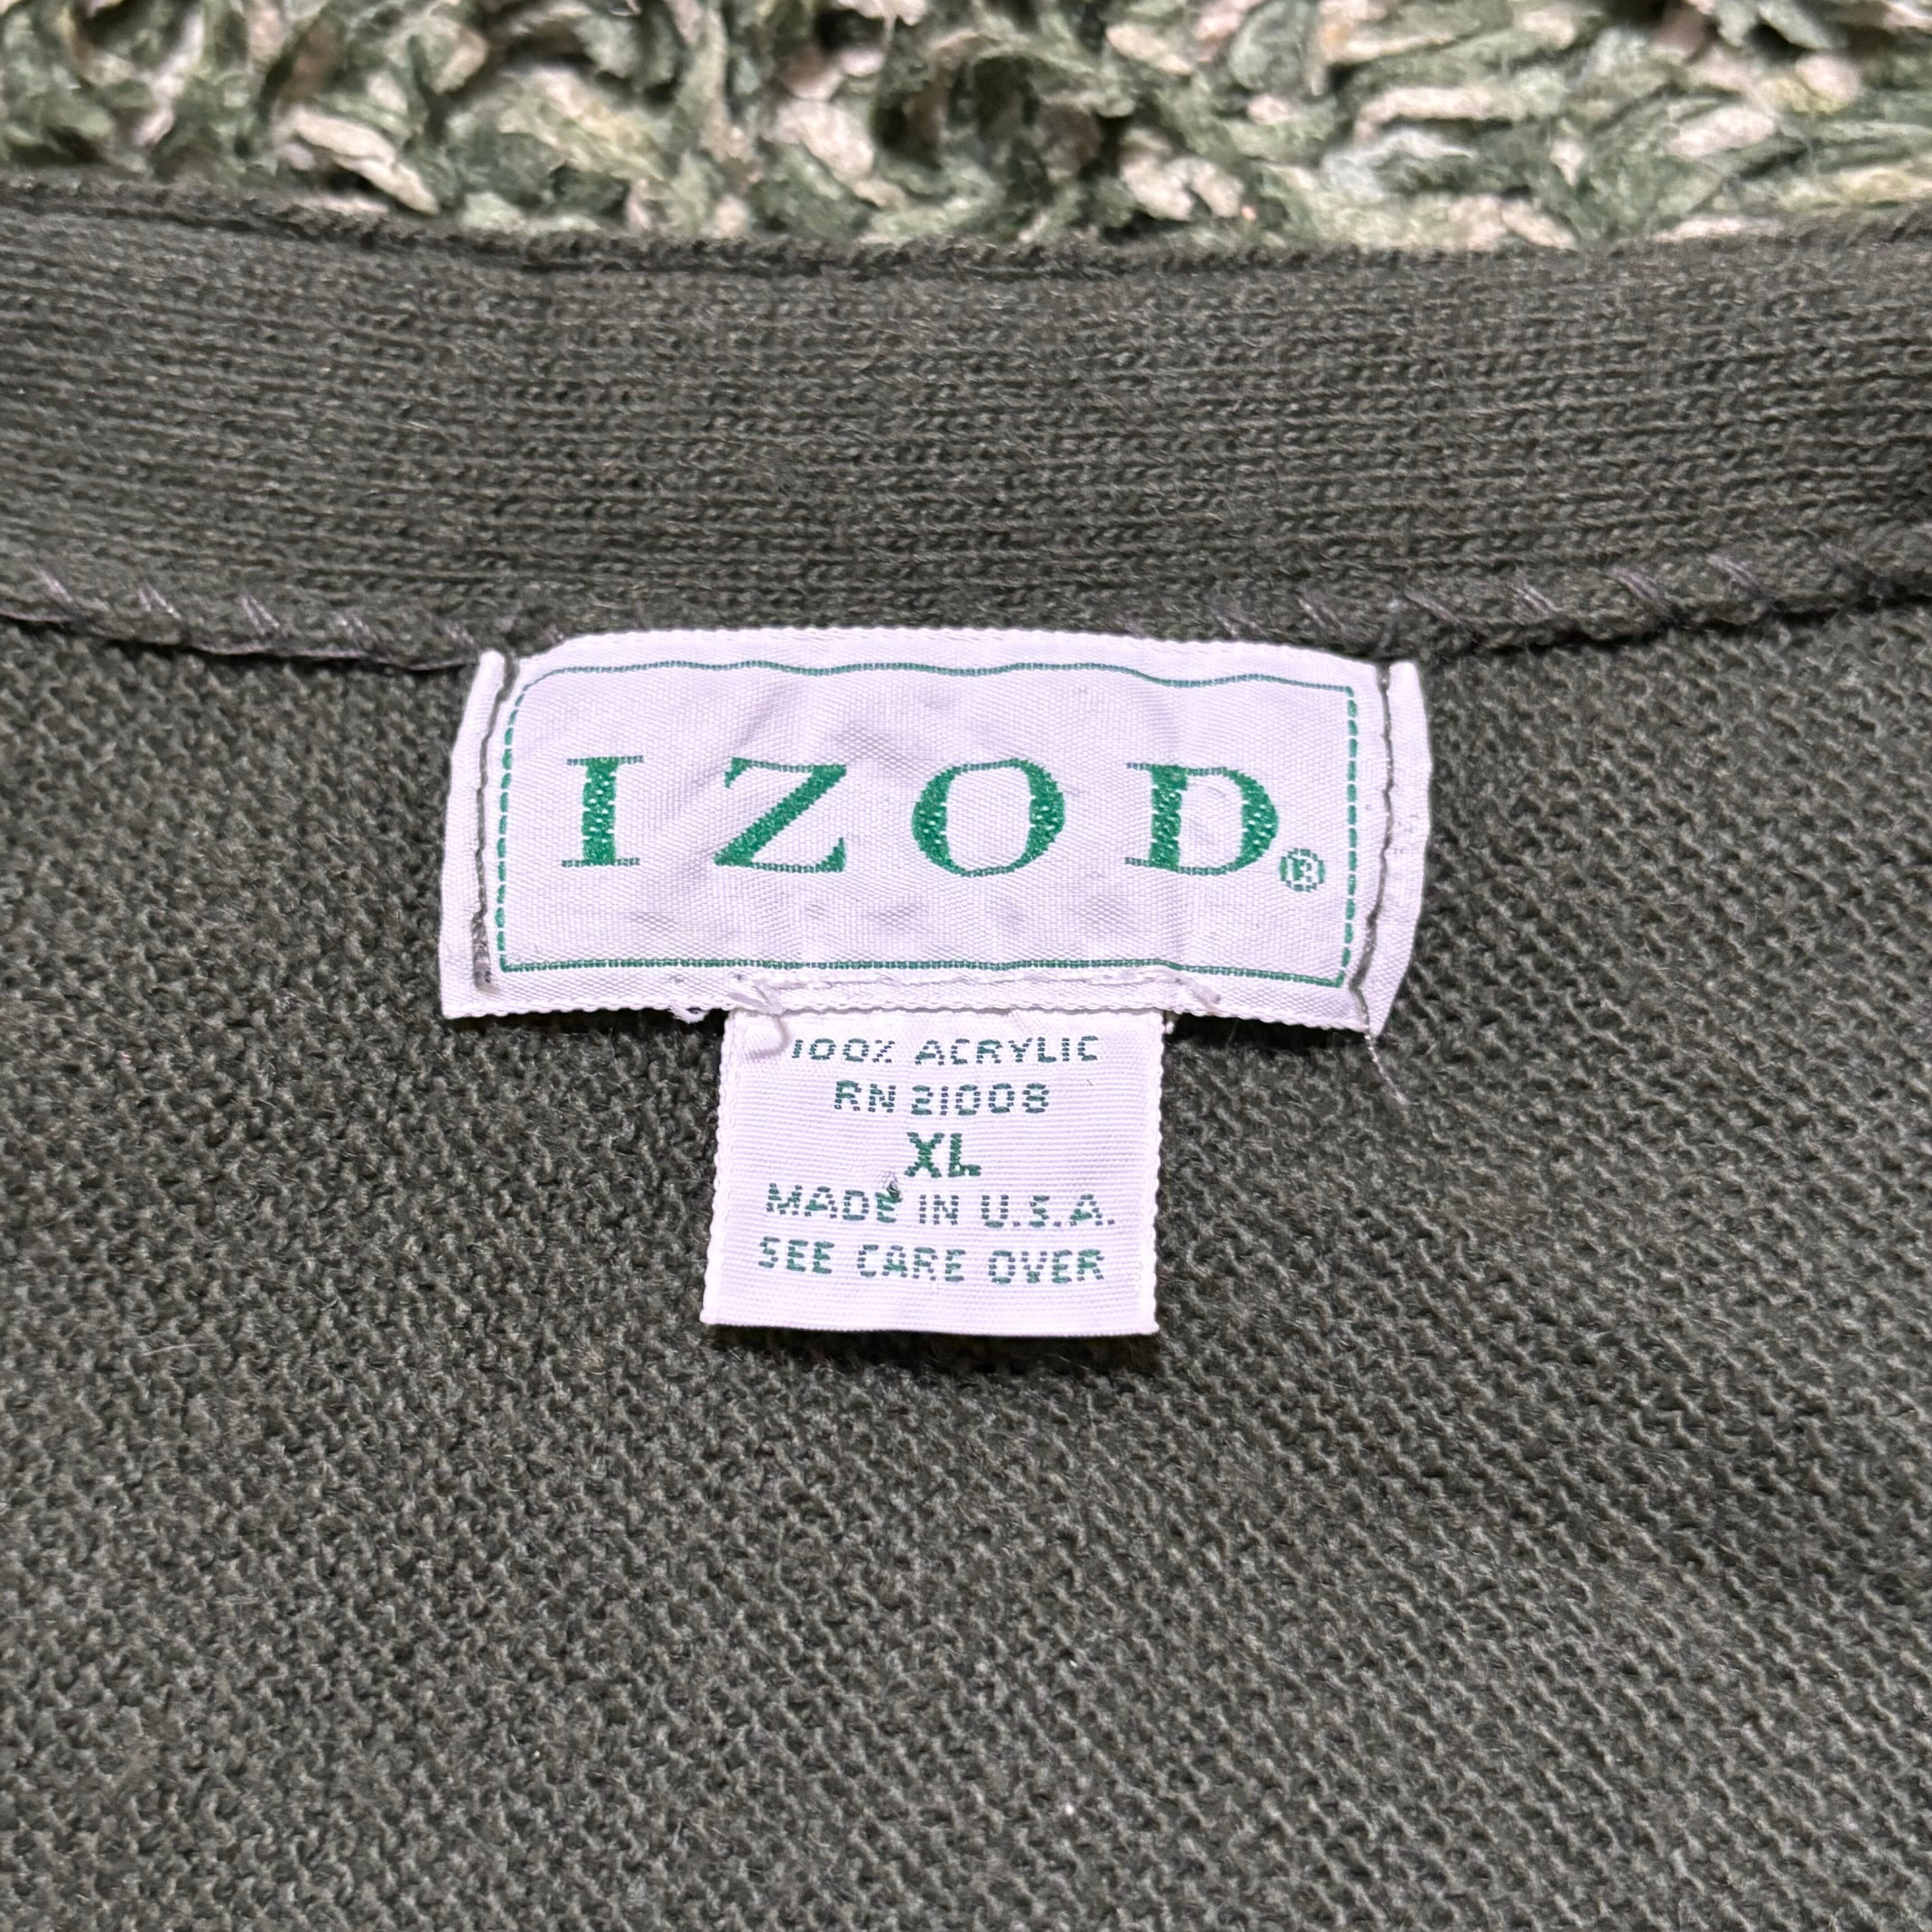 IZOD®
100% ACRYLIC
RN 21008
XL
MADE IN U.S.A.
SEE CARE OVER